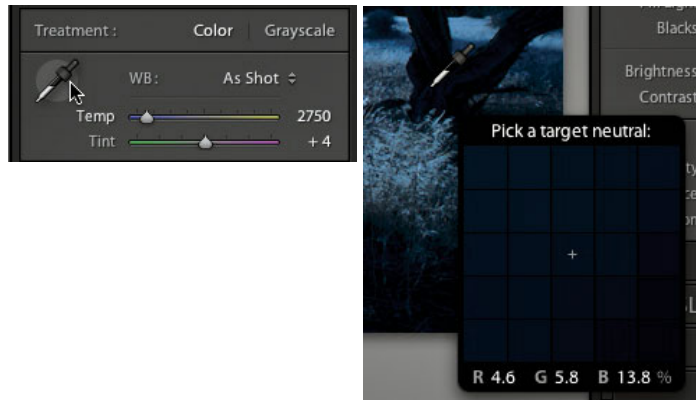 Treatment : Color Grayscale
WB: As Shot
Temp 2750
Tint + 4
Blacks
Brightness
Contrast
Pick a target neutral:
R 4.6 G 5.8 B 13.8 %